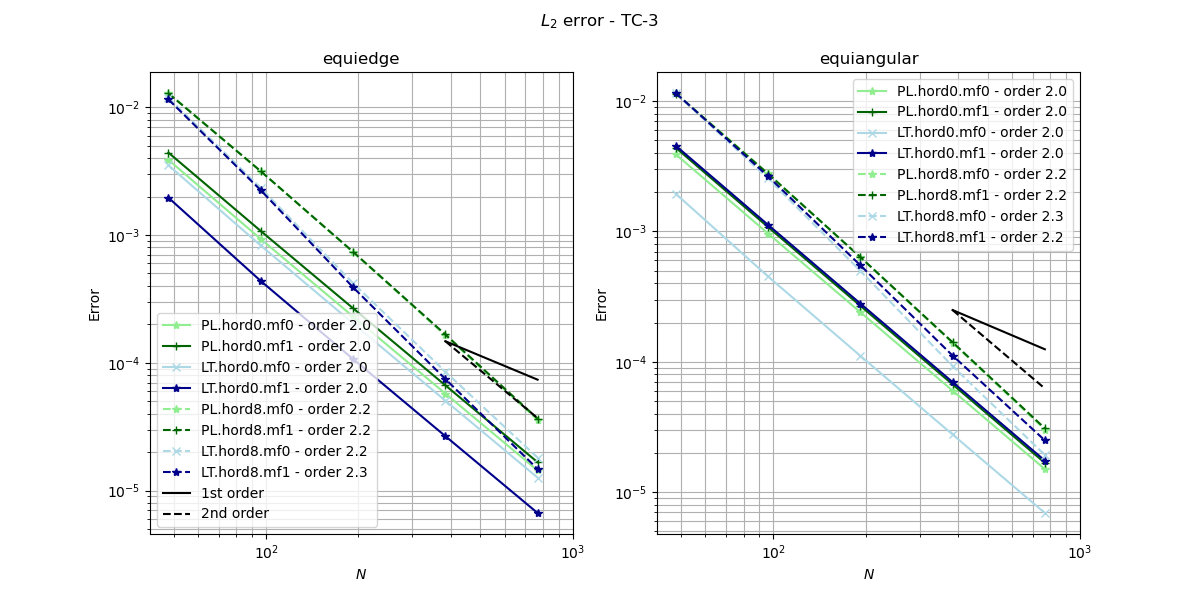 L₂ error - TC-3
equiedge
Error
10⁻²
10⁻³
10⁻⁴
10⁻⁵
PL.hord0.mf0 - order 2.0
PL.hord0.mf1 - order 2.0
LT.hord0.mf0 - order 2.0
LT.hord0.mf1 - order 2.0
PL.hord8.mf0 - order 2.2
PL.hord8.mf1 - order 2.2
LT.hord8.mf0 - order 2.2
LT.hord8.mf1 - order 2.3
1st order
2nd order
10²
10³
N
equiangular
Error
10⁻²
10⁻³
10⁻⁴
10⁻⁵
PL.hord0.mf0 - order 2.0
PL.hord0.mf1 - order 2.0
LT.hord0.mf0 - order 2.0
LT.hord0.mf1 - order 2.0
PL.hord8.mf0 - order 2.2
PL.hord8.mf1 - order 2.2
LT.hord8.mf0 - order 2.3
LT.hord8.mf1 - order 2.2
10²
10³
N